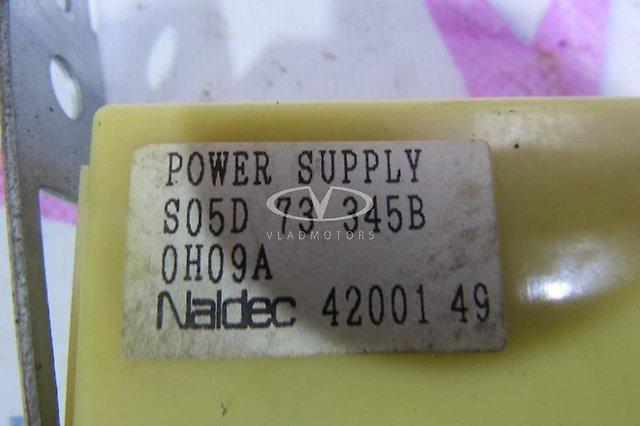 POWER SUPPLY
S05D 73 345B
VLADMOTORS
0H09A
Naldec 42001 49